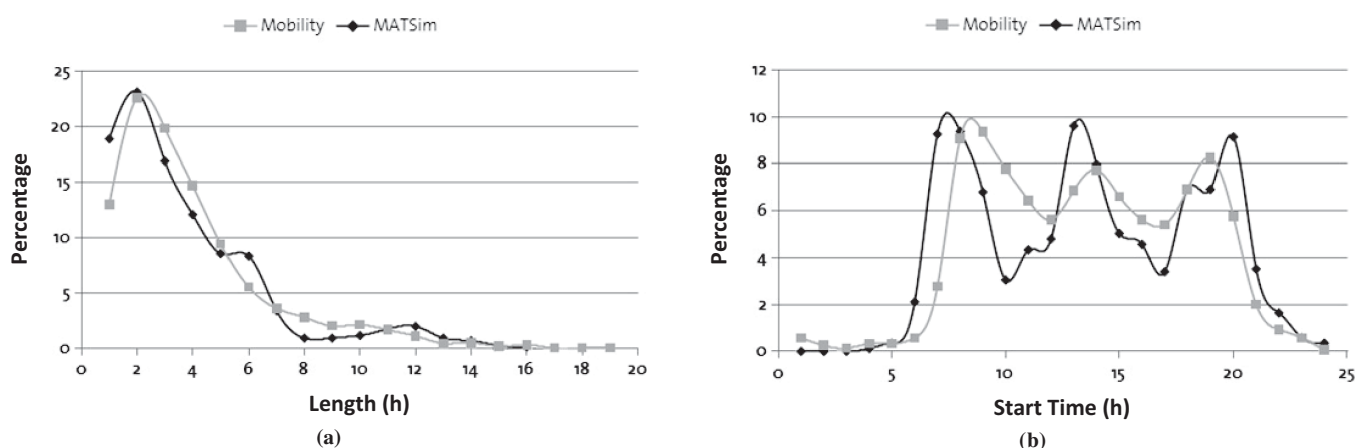 Mobility MATSim
25
20
15
10
5
0
Percentage
0 2 4 6 8 10 12 14 16 18 20
Length (h)
(a)
Mobility MATSim
12
10
8
6
4
2
0
Percentage
0 5 10 15 20 25
Start Time (h)
(b)